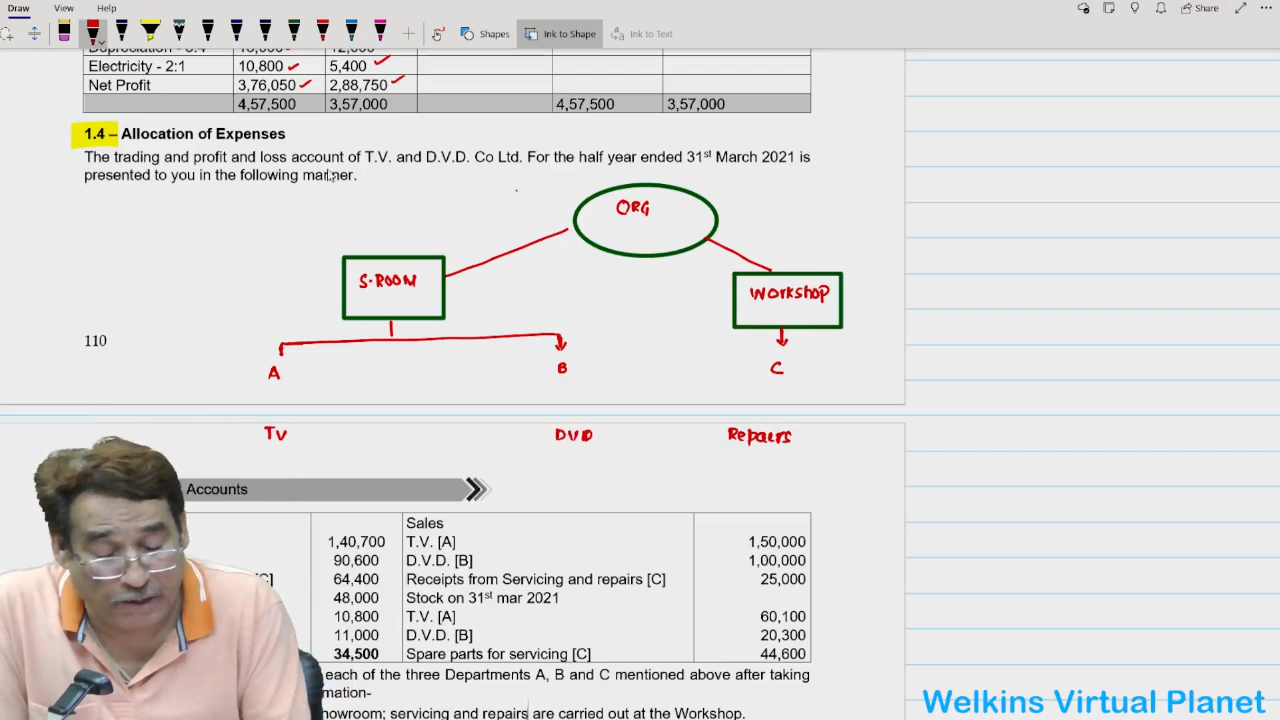 Draw View Share
Shapes Ink to Shape Ink to Text
Depreciation - 3:4
Electricity - 2:1 10,800 5,400
Net Profit 3,76,050 2,88,750
4,57,500 3,57,000 4,57,500 3,57,000
1.4 – Allocation of Expenses
The trading and profit and loss account of T.V. and D.V.D. Co Ltd. For the half year ended 31st March 2021 is
presented to you in the following manner.
ORG
S.ROOM
WORKSHOP
110
A B C
TV DVD Repairs
Accounts
Sales
1,40,700 T.V. [A] 1,50,000
90,600 D.V.D. [B] 1,00,000
[C] 64,400 Receipts from Servicing and repairs [C] 25,000
48,000 Stock on 31st mar 2021
10,800 T.V. [A] 60,100
11,000 D.V.D. [B] 20,300
34,500 Spare parts for servicing [C] 44,600
each of the three Departments A, B and C mentioned above after taking
mation-
howroom; servicing and repairs are carried out at the Workshop.
Welkins Virtual Planet